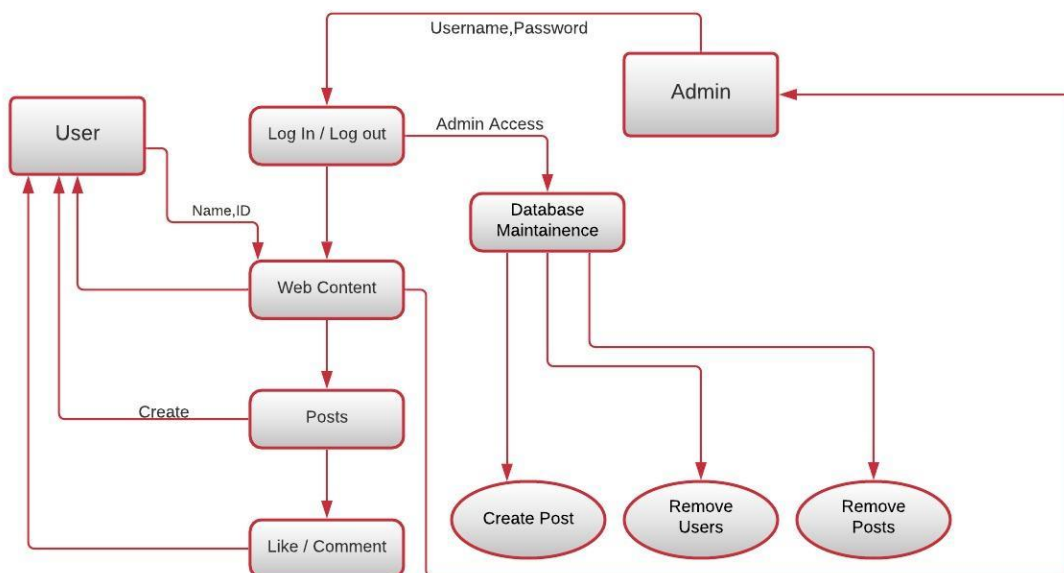 Username,Password
Admin
User
Log In / Log out
Admin Access
Name,ID
Database
Maintainence
Web Content
Create
Posts
Create Post
Remove
Users
Remove
Posts
Like / Comment